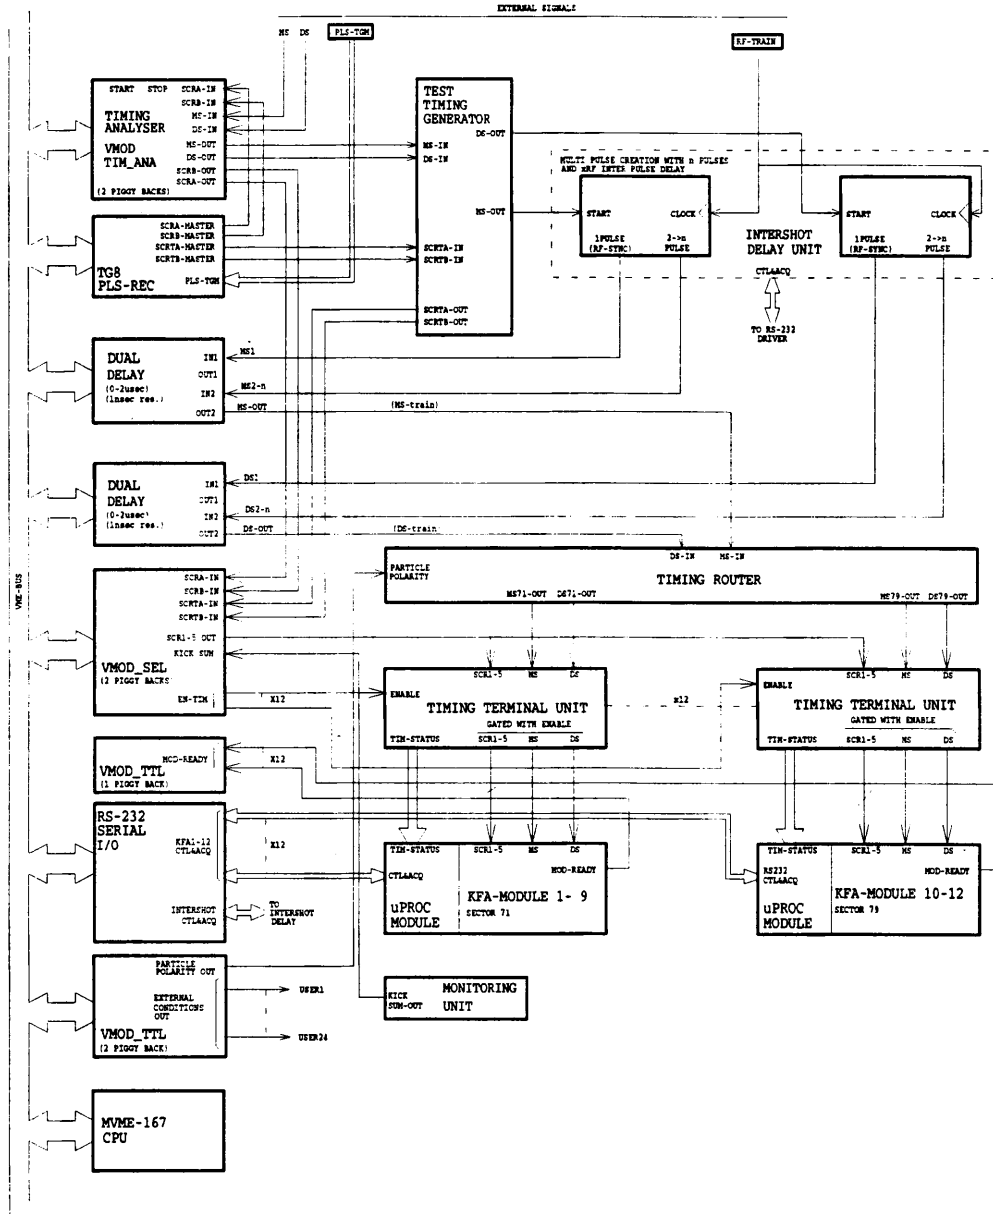 EXTERNAL SIGNALS
MS DS PLS-TGM
RF-TRAIN
VME-BUS
START STOP
TIMING
ANALYSER
VMOD
TIM_ANA
(2 PIGGY BACKS)
SCRA-IN
SCRB-IN
MS-IN
DS-IN
MS-OUT
DS-OUT
SCRB-OUT
SCRA-OUT
TEST
TIMING
GENERATOR
DS-OUT
MS-IN
DS-IN
MS-OUT
SCRTA-IN
SCRTB-IN
SCRTA-OUT
SCRTB-OUT
MULTI PULSE CREATION WITH n PULSES
AND xRF INTER PULSE DELAY
START CLOCK
1PULSE 2->n
(RF-SYNC) PULSE
INTERSHOT
DELAY UNIT
CTL&ACQ
TO RS-232
DRIVER
START CLOCK
1PULSE 2->n
(RF-SYNC) PULSE
SCRA-MASTER
SCRB-MASTER
SCRTA-MASTER
SCRTB-MASTER
TG8
PLS-REC
PLS-TGM
DUAL
DELAY
(0-2usec)
(1nsec res.)
IN1
OUT1
IN2
OUT2
MS1
MS2-n
MS-OUT
(MS-train)
DUAL
DELAY
(0-2usec)
(1nsec res.)
IN1
OUT1
IN2
OUT2
DS1
DS2-n
DS-OUT
(DS-train
DS-IN MS-IN
PARTICLE
POLARITY
TIMING ROUTER
MS71-OUT DS71-OUT
MS79-OUT DS79-OUT
SCRA-IN
SCRB-IN
SCRTA-IN
SCRTB-IN
SCR1-5 OUT
KICK SUM
VMOD_SEL
(2 PIGGY BACKS)
EN-TIM
X12
SCR1-5 MS DS
ENABLE
TIMING TERMINAL UNIT
GATED WITH ENABLE
TIM-STATUS SCR1-5 MS DS
x12
SCR1-5 MS DS
ENABLE
TIMING TERMINAL UNIT
GATED WITH ENABLE
TIM-STATUS SCR1-5 MS DS
MOD-READY
VMOD_TTL
(1 PIGGY BACK)
X12
RS-232
SERIAL
I/O
KFA1-12
CTL&ACQ
X12
INTERSHOT
CTL&ACQ
TO
INTERSHOT
DELAY
TIM-STATUS SCR1-5 MS DS
MOD-READY
CTL&ACQ
uPROC
MODULE
KFA-MODULE 1- 9
SECTOR 71
TIM-STATUS SCR1-5 MS DS
MOD-READY
RS232
CTL&ACQ
uPROC
MODULE
KFA-MODULE 10-12
SECTOR 79
PARTICLE
POLARITY OUT
EXTERNAL
CONDITIONS
OUT
VMOD_TTL
(2 PIGGY BACK)
USER1
USER24
KICK
SUM-OUT
MONITORING
UNIT
MVME-167
CPU